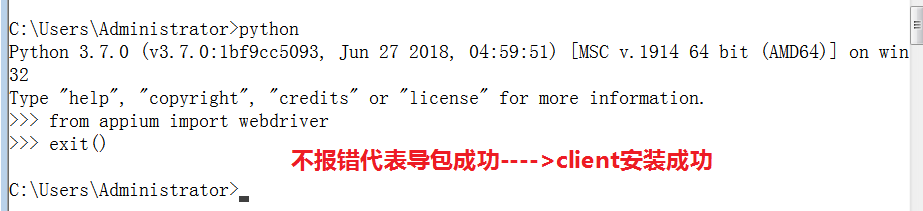 C:\Users\Administrator>python
Python 3.7.0 (v3.7.0:1bf9cc5093, Jun 27 2018, 04:59:51) [MSC v.1914 64 bit (AMD64)] on win
32
Type "help", "copyright", "credits" or "license" for more information.
>>> from appium import webdriver
>>> exit()
不报错代表导包成功---->client安装成功
C:\Users\Administrator>